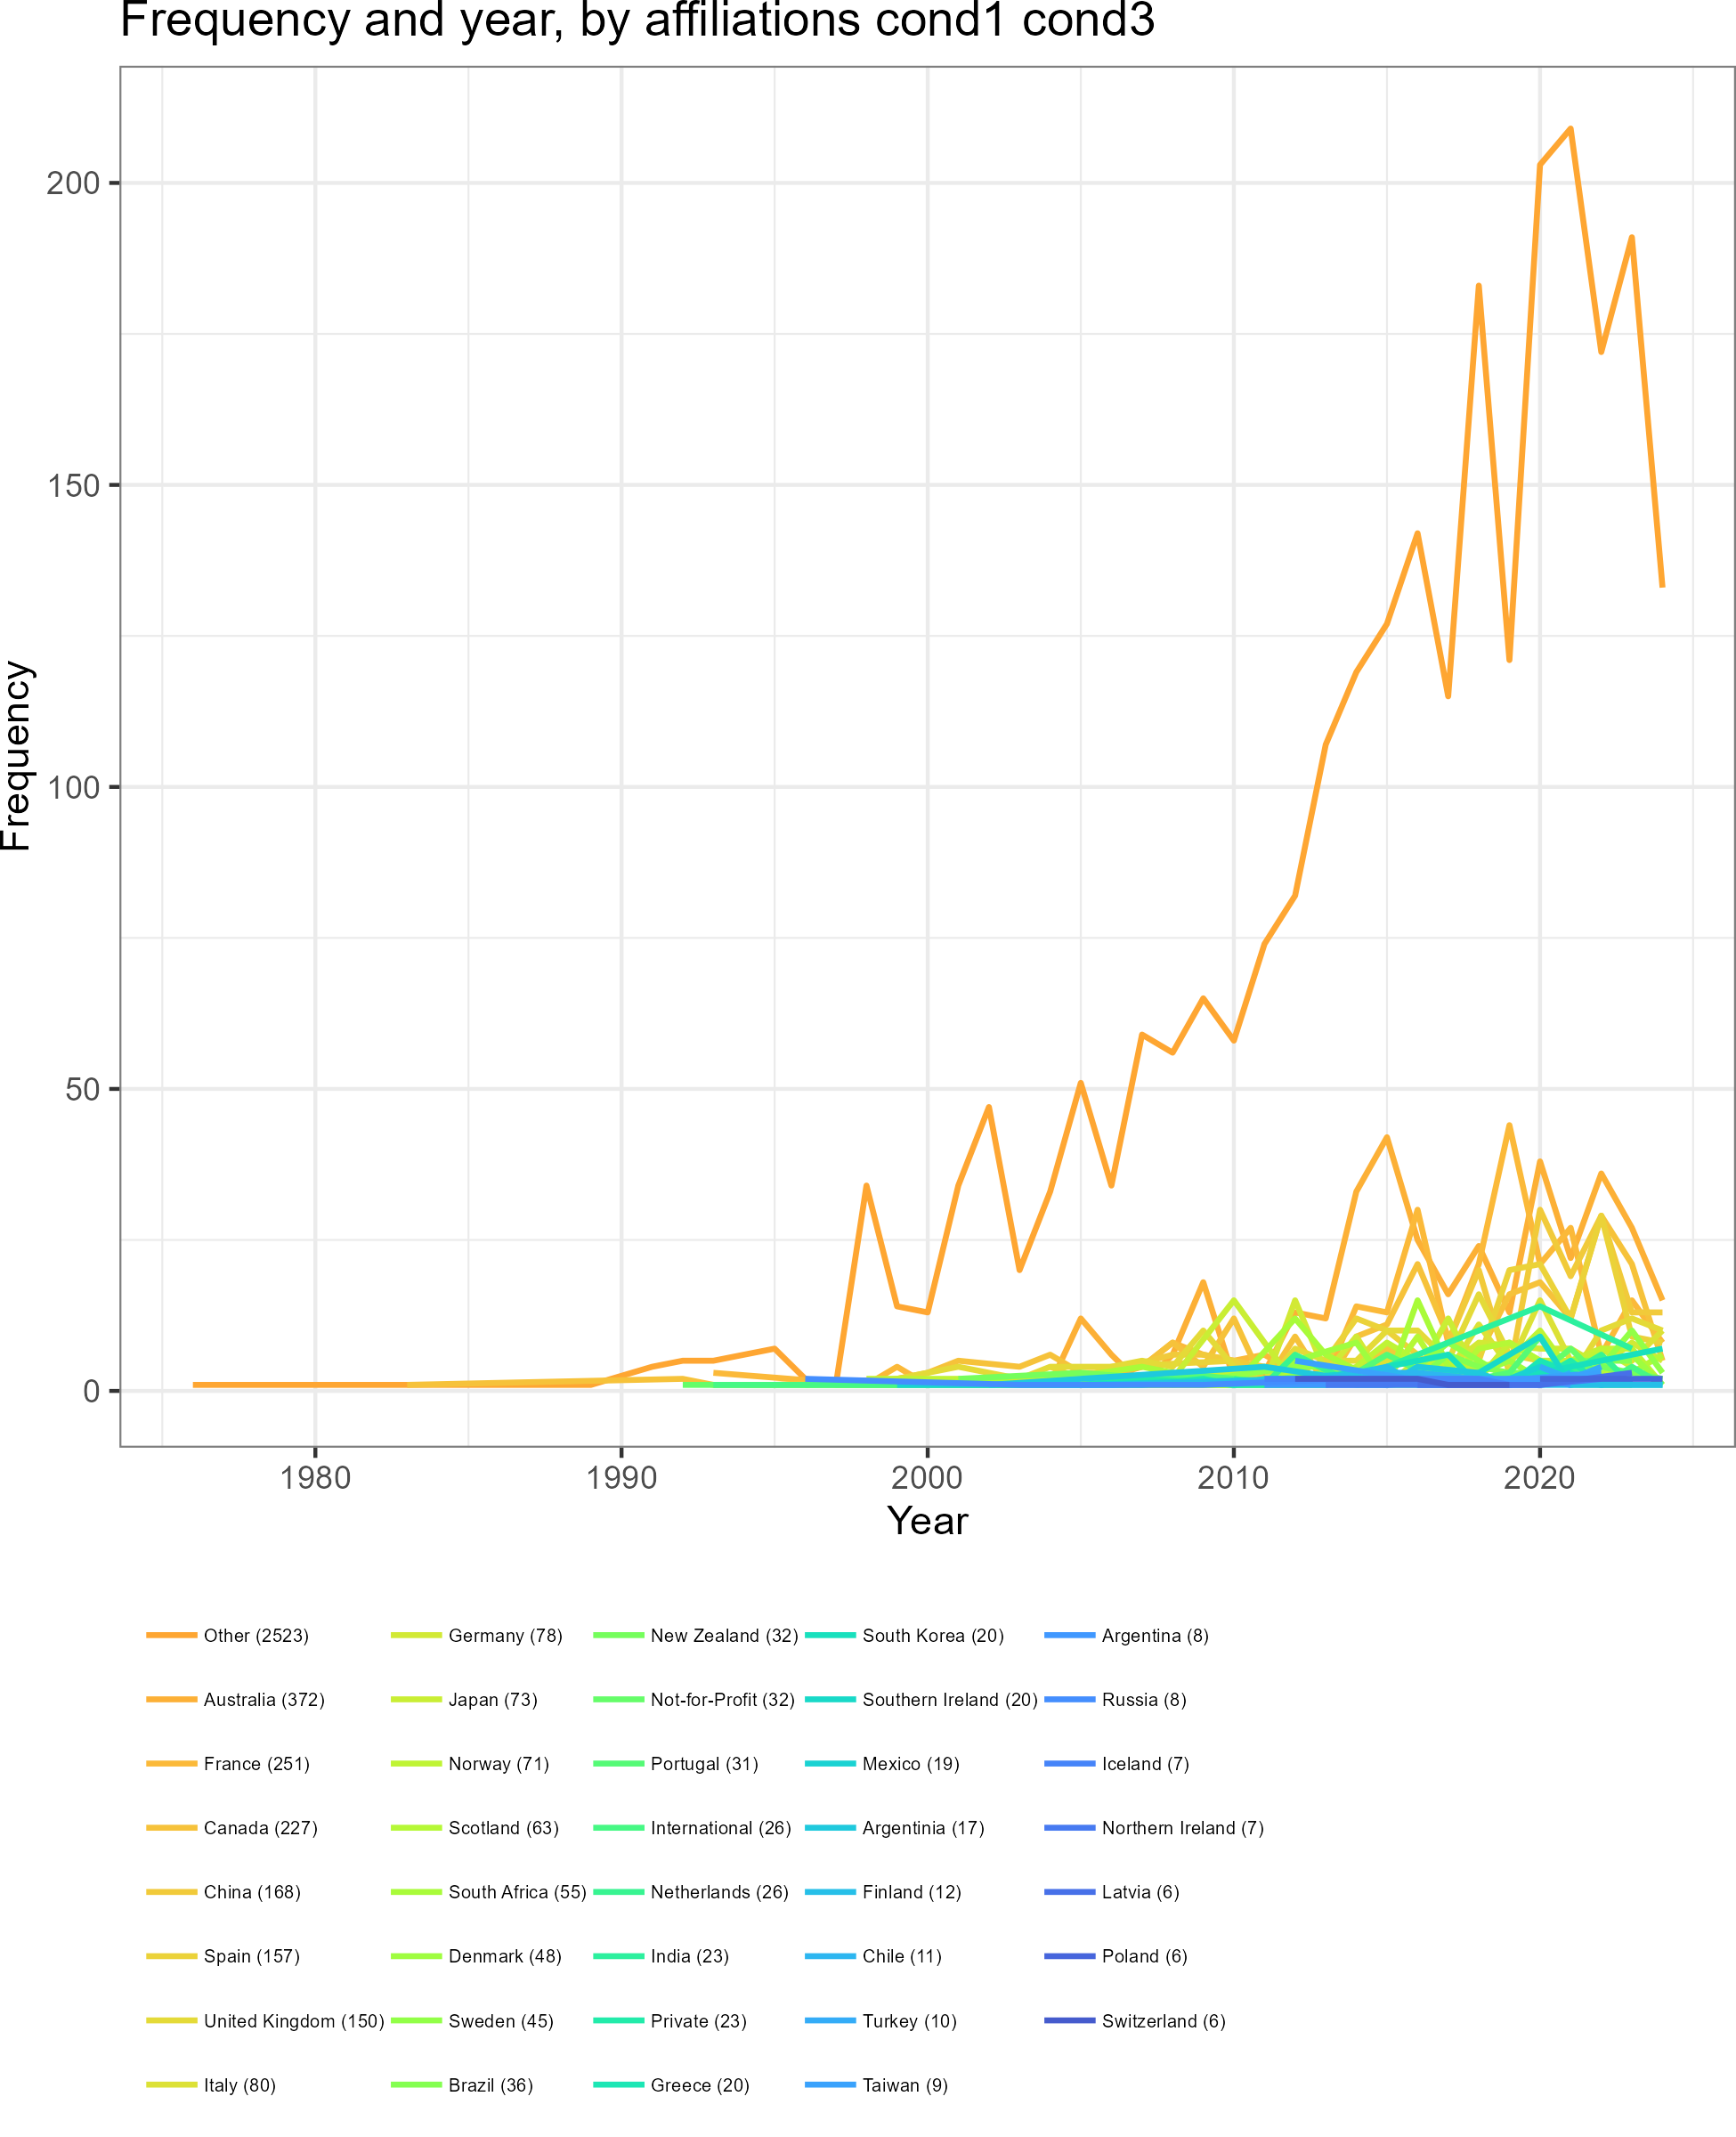 Frequency and year, by affiliations cond1 cond3
200
150
100
50
0
Frequency
1980 1990 2000 2010 2020
Year
Other (2523) Germany (78) New Zealand (32) South Korea (20) Argentina (8)
Australia (372) Japan (73) Not-for-Profit (32) Southern Ireland (20) Russia (8)
France (251) Norway (71) Portugal (31) Mexico (19) Iceland (7)
Canada (227) Scotland (63) International (26) Argentinia (17) Northern Ireland (7)
China (168) South Africa (55) Netherlands (26) Finland (12) Latvia (6)
Spain (157) Denmark (48) India (23) Chile (11) Poland (6)
United Kingdom (150) Sweden (45) Private (23) Turkey (10) Switzerland (6)
Italy (80) Brazil (36) Greece (20) Taiwan (9)